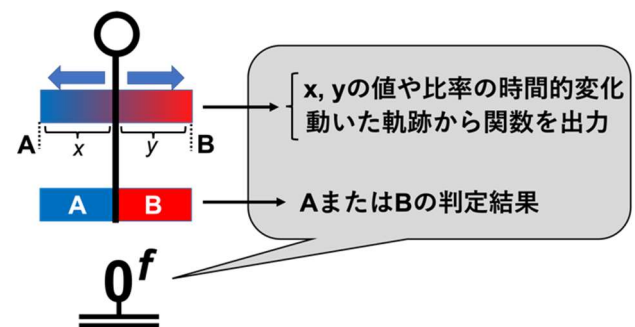 x, yの値や比率の時間的変化
動いた軌跡から関数を出力
A x y B
A B
AまたはBの判定結果
0f